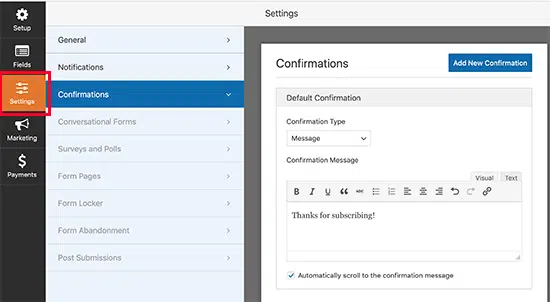 Settings
Setup
Fields
Settings
Marketing
Payments
General
Notifications
Confirmations
Conversational Forms
Surveys and Polls
Form Pages
Form Locker
Form Abandonment
Post Submissions
Confirmations
Add New Confirmation
Default Confirmation
Confirmation Type
Message
Confirmation Message
Visual Text
B I U ABC
Thanks for subscribing!
Automatically scroll to the confirmation message